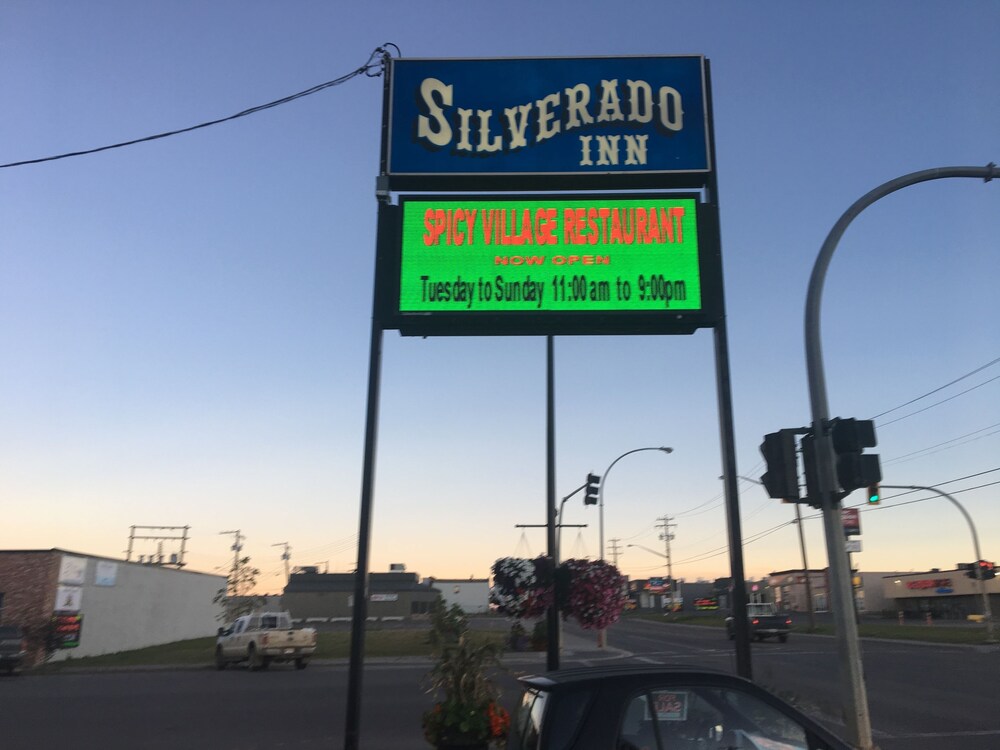 SILVERADO
INN
SPICY VILLAGE RESTAURANT
NOW OPEN
Tuesday to Sunday 11:00 am to 9:00pm